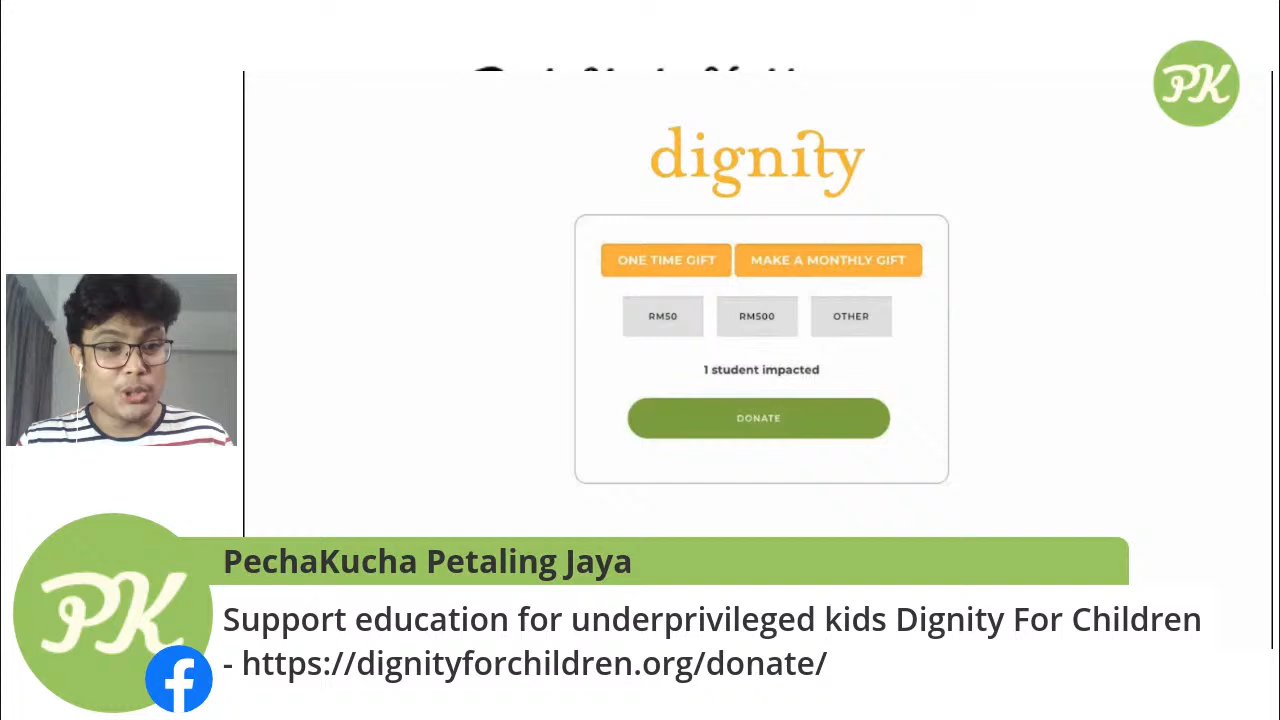 PK
dignity
ONE TIME GIFT MAKE A MONTHLY GIFT
RM50 RM500 OTHER
1 student impacted
DONATE
PechaKucha Petaling Jaya
PK
Support education for underprivileged kids Dignity For Children
- https://dignityforchildren.org/donate/